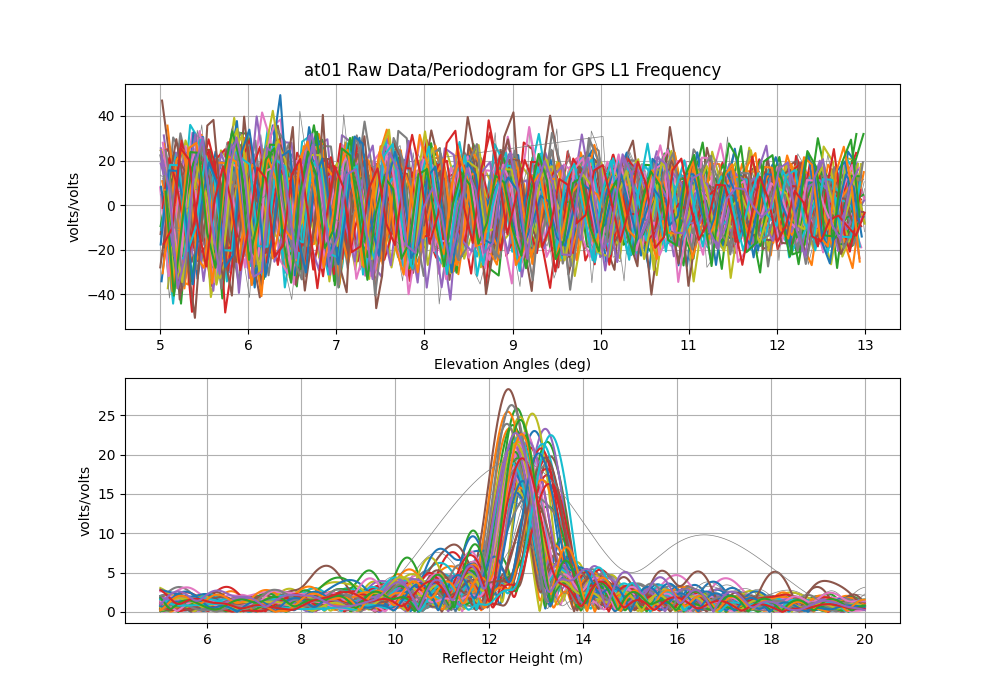 at01 Raw Data/Periodogram for GPS L1 Frequency
volts/volts
40
20
0
−20
−40
5 6 7 8 9 10 11 12 13
Elevation Angles (deg)
volts/volts
25
20
15
10
5
0
6 8 10 12 14 16 18 20
Reflector Height (m)